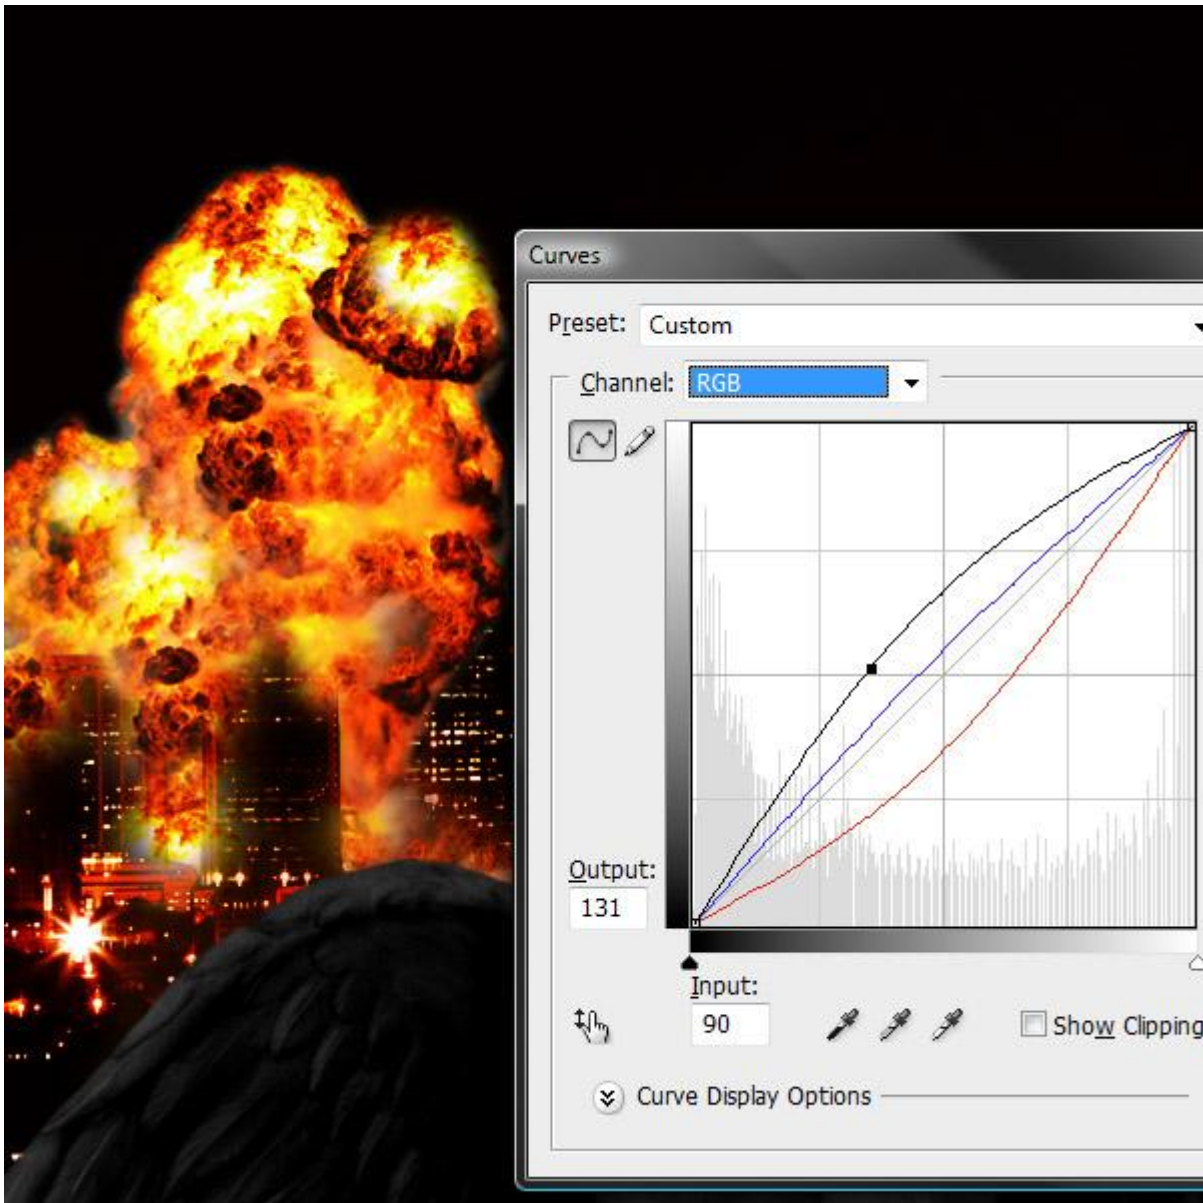 Curves
Preset: Custom
Channel: RGB
Output:
131
Input:
90
Show Clipping
Curve Display Options